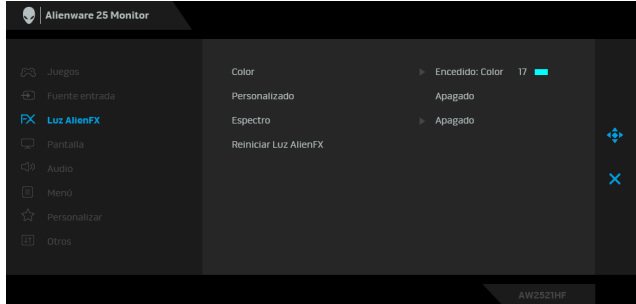 Alienware 25 Monitor
Juegos
Color
Encedido: Color 17
Fuente entrada
Personalizado
Apagado
FX Luz AlienFX
Espectro
Apagado
Pantalla
Reiniciar Luz AlienFX
Audio
Menú
Personalizar
Otros
AW2521HF